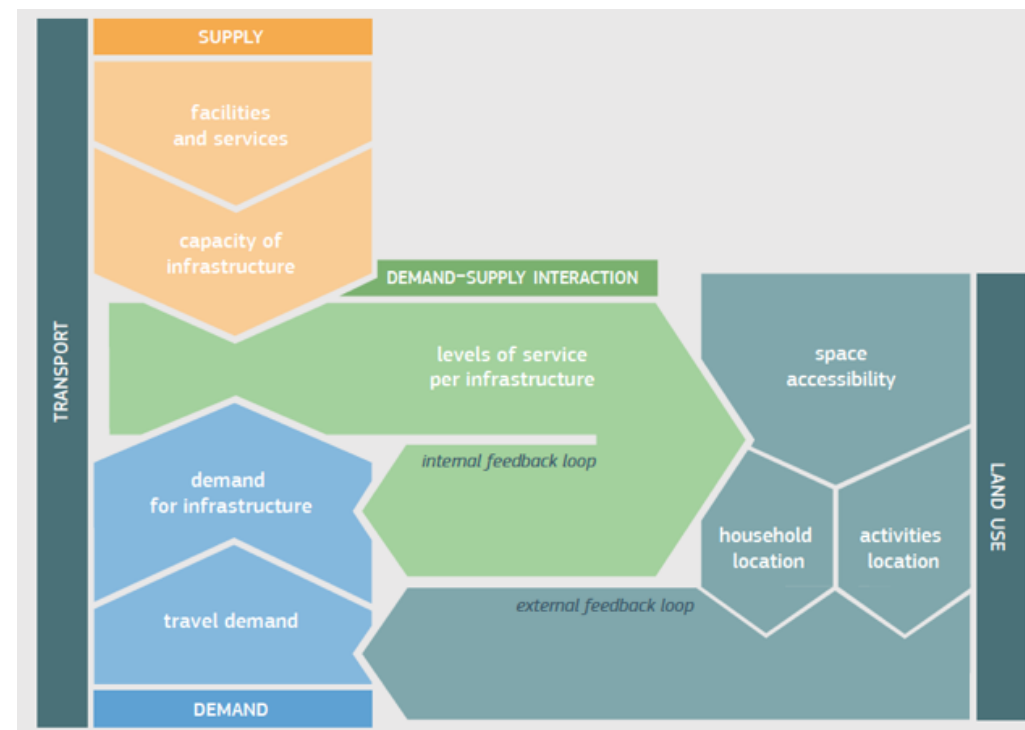 TRANSPORT
SUPPLY
facilities
and services
capacity of
infrastructure
DEMAND-SUPPLY INTERACTION
levels of service
per infrastructure
space
accessibility
internal feedback loop
demand
for infrastructure
household
location
activities
location
LAND USE
external feedback loop
travel demand
DEMAND